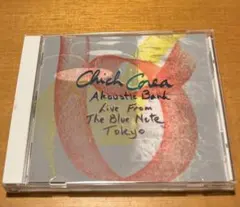 Chick Corea
Akoustic Band
Live From
The Blue Note
Tokyo